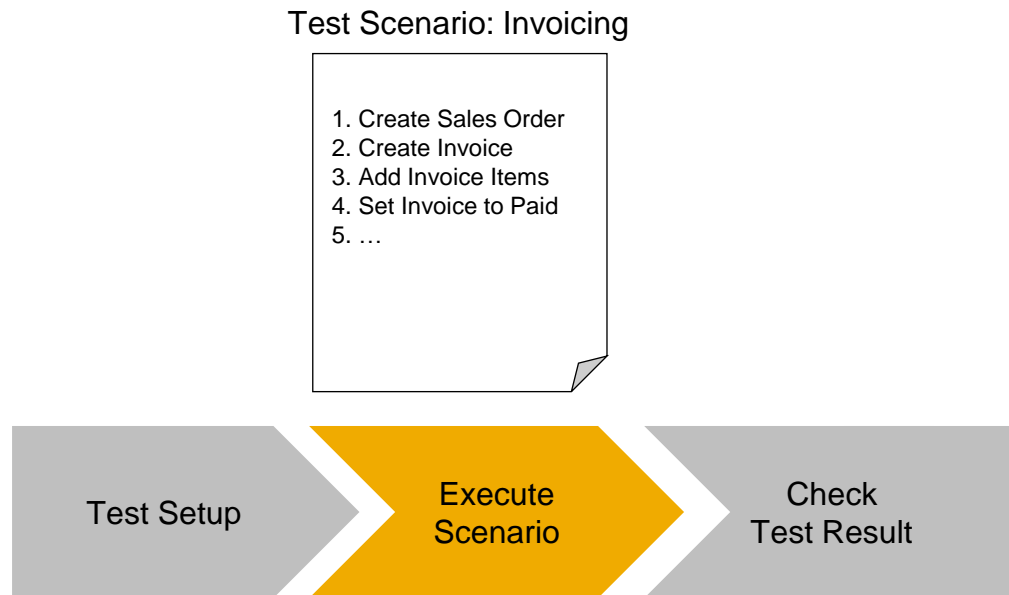 Test Scenario: Invoicing
1. Create Sales Order
2. Create Invoice
3. Add Invoice Items
4. Set Invoice to Paid
5. …
Test Setup
Execute
Scenario
Check
Test Result